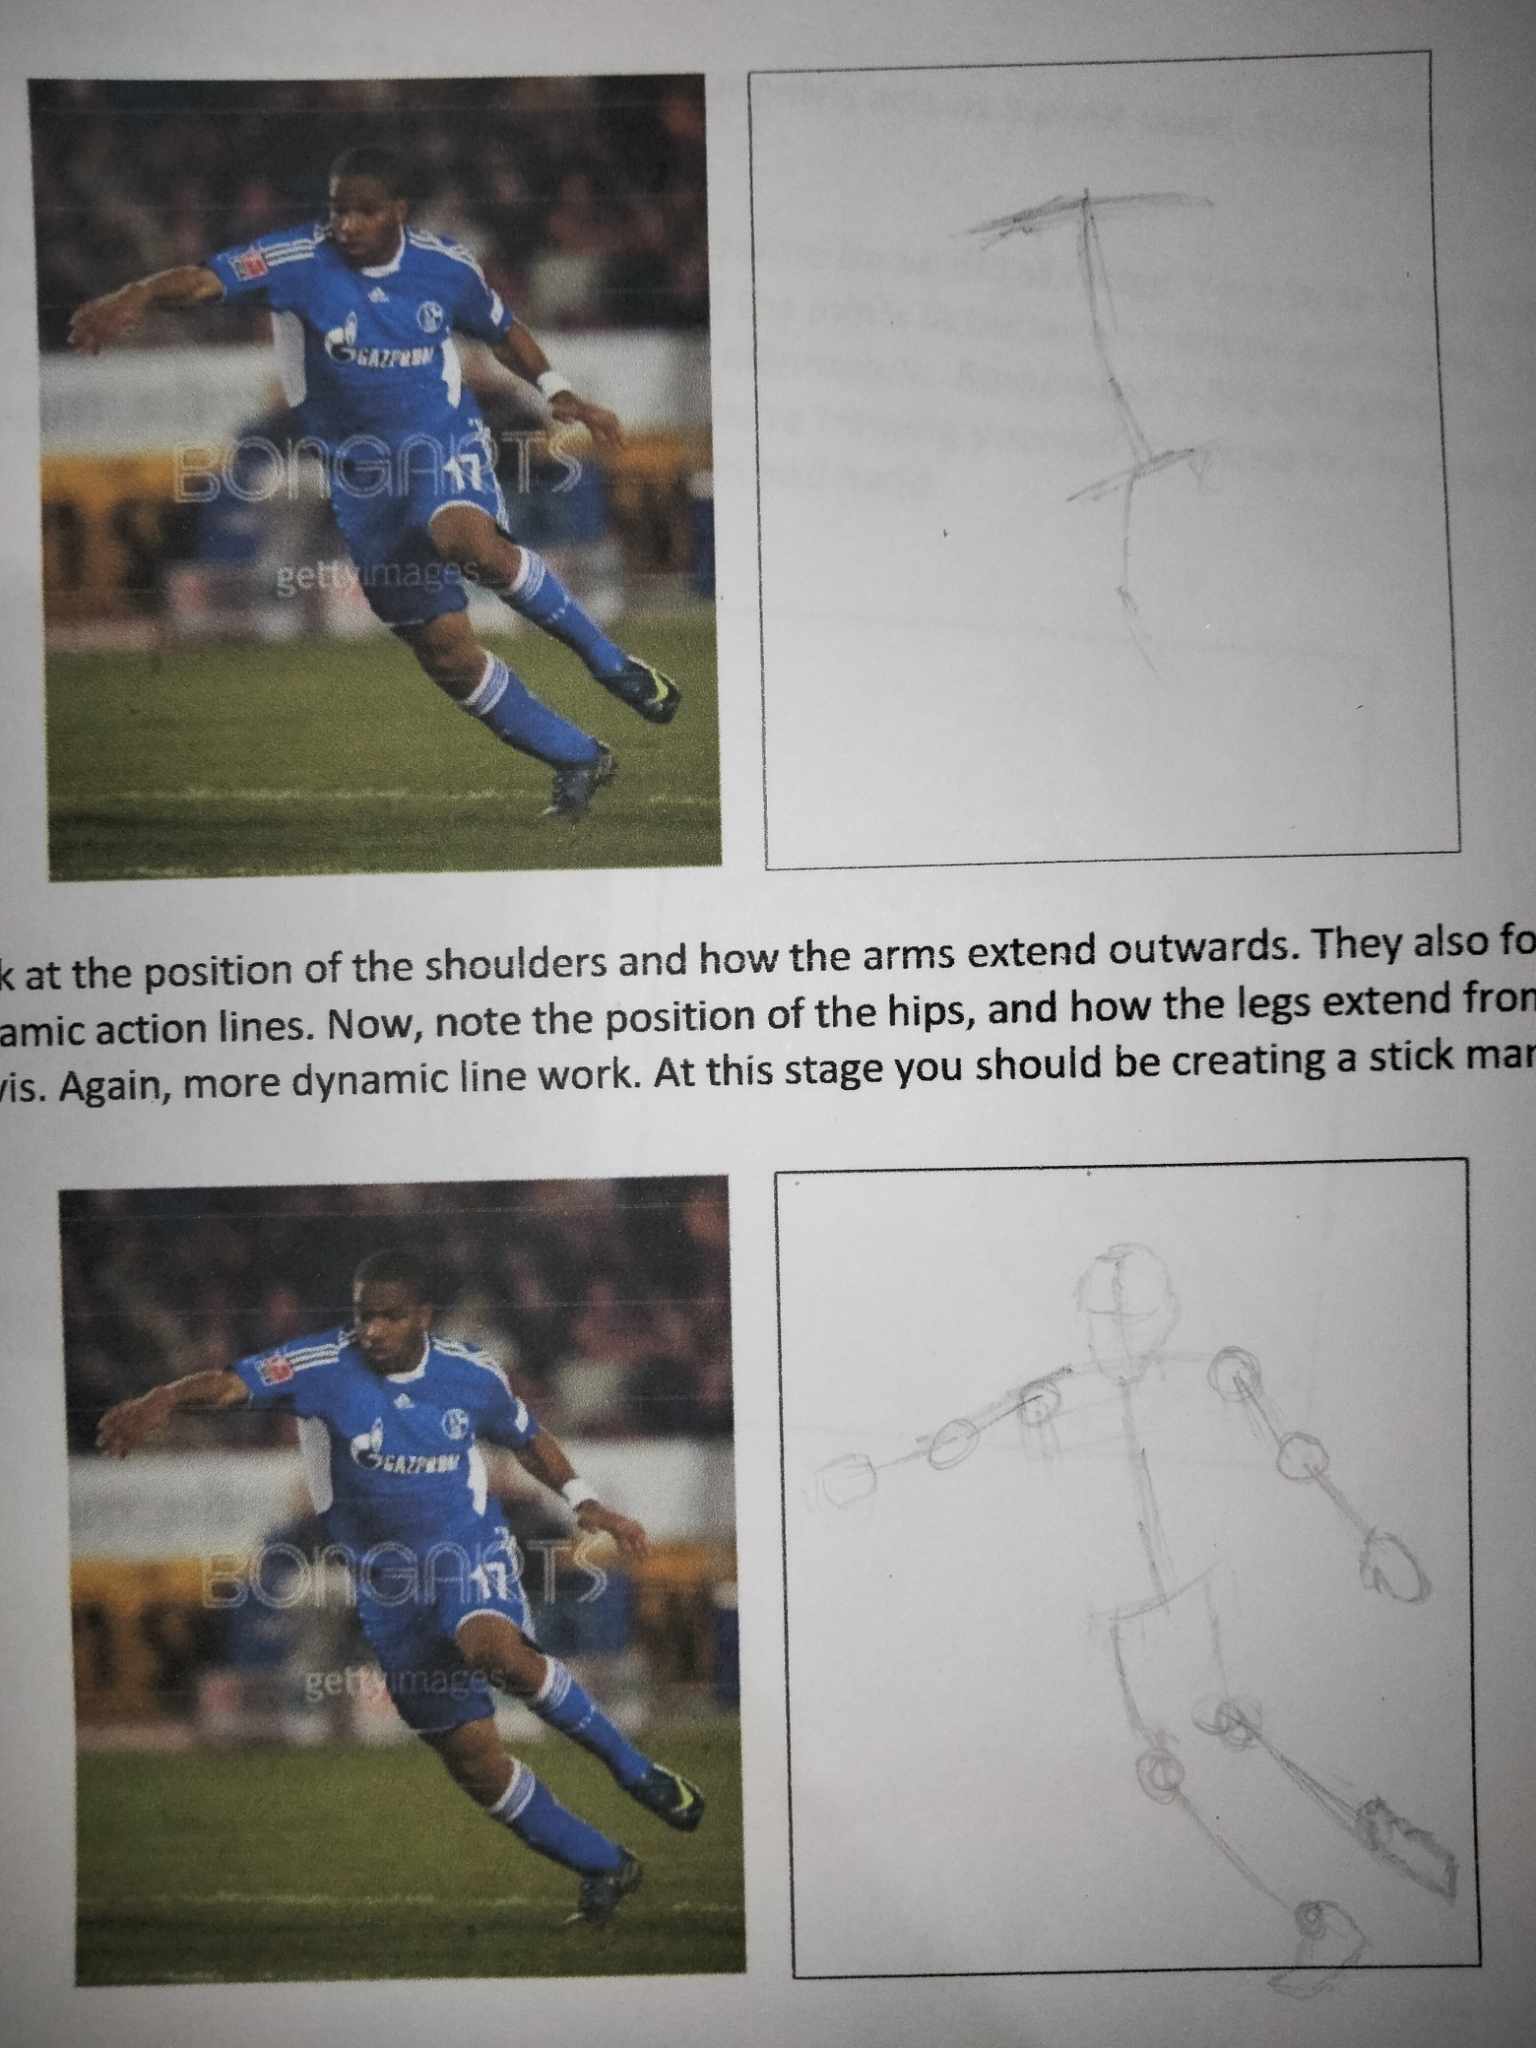 GAZPROM
17
BONGARTS
gettyimages
k at the position of the shoulders and how the arms extend outwards. They also fo
amic action lines. Now, note the position of the hips, and how the legs extend from
vis. Again, more dynamic line work. At this stage you should be creating a stick man
GAZPROM
17
BONGARTS
gettyimages